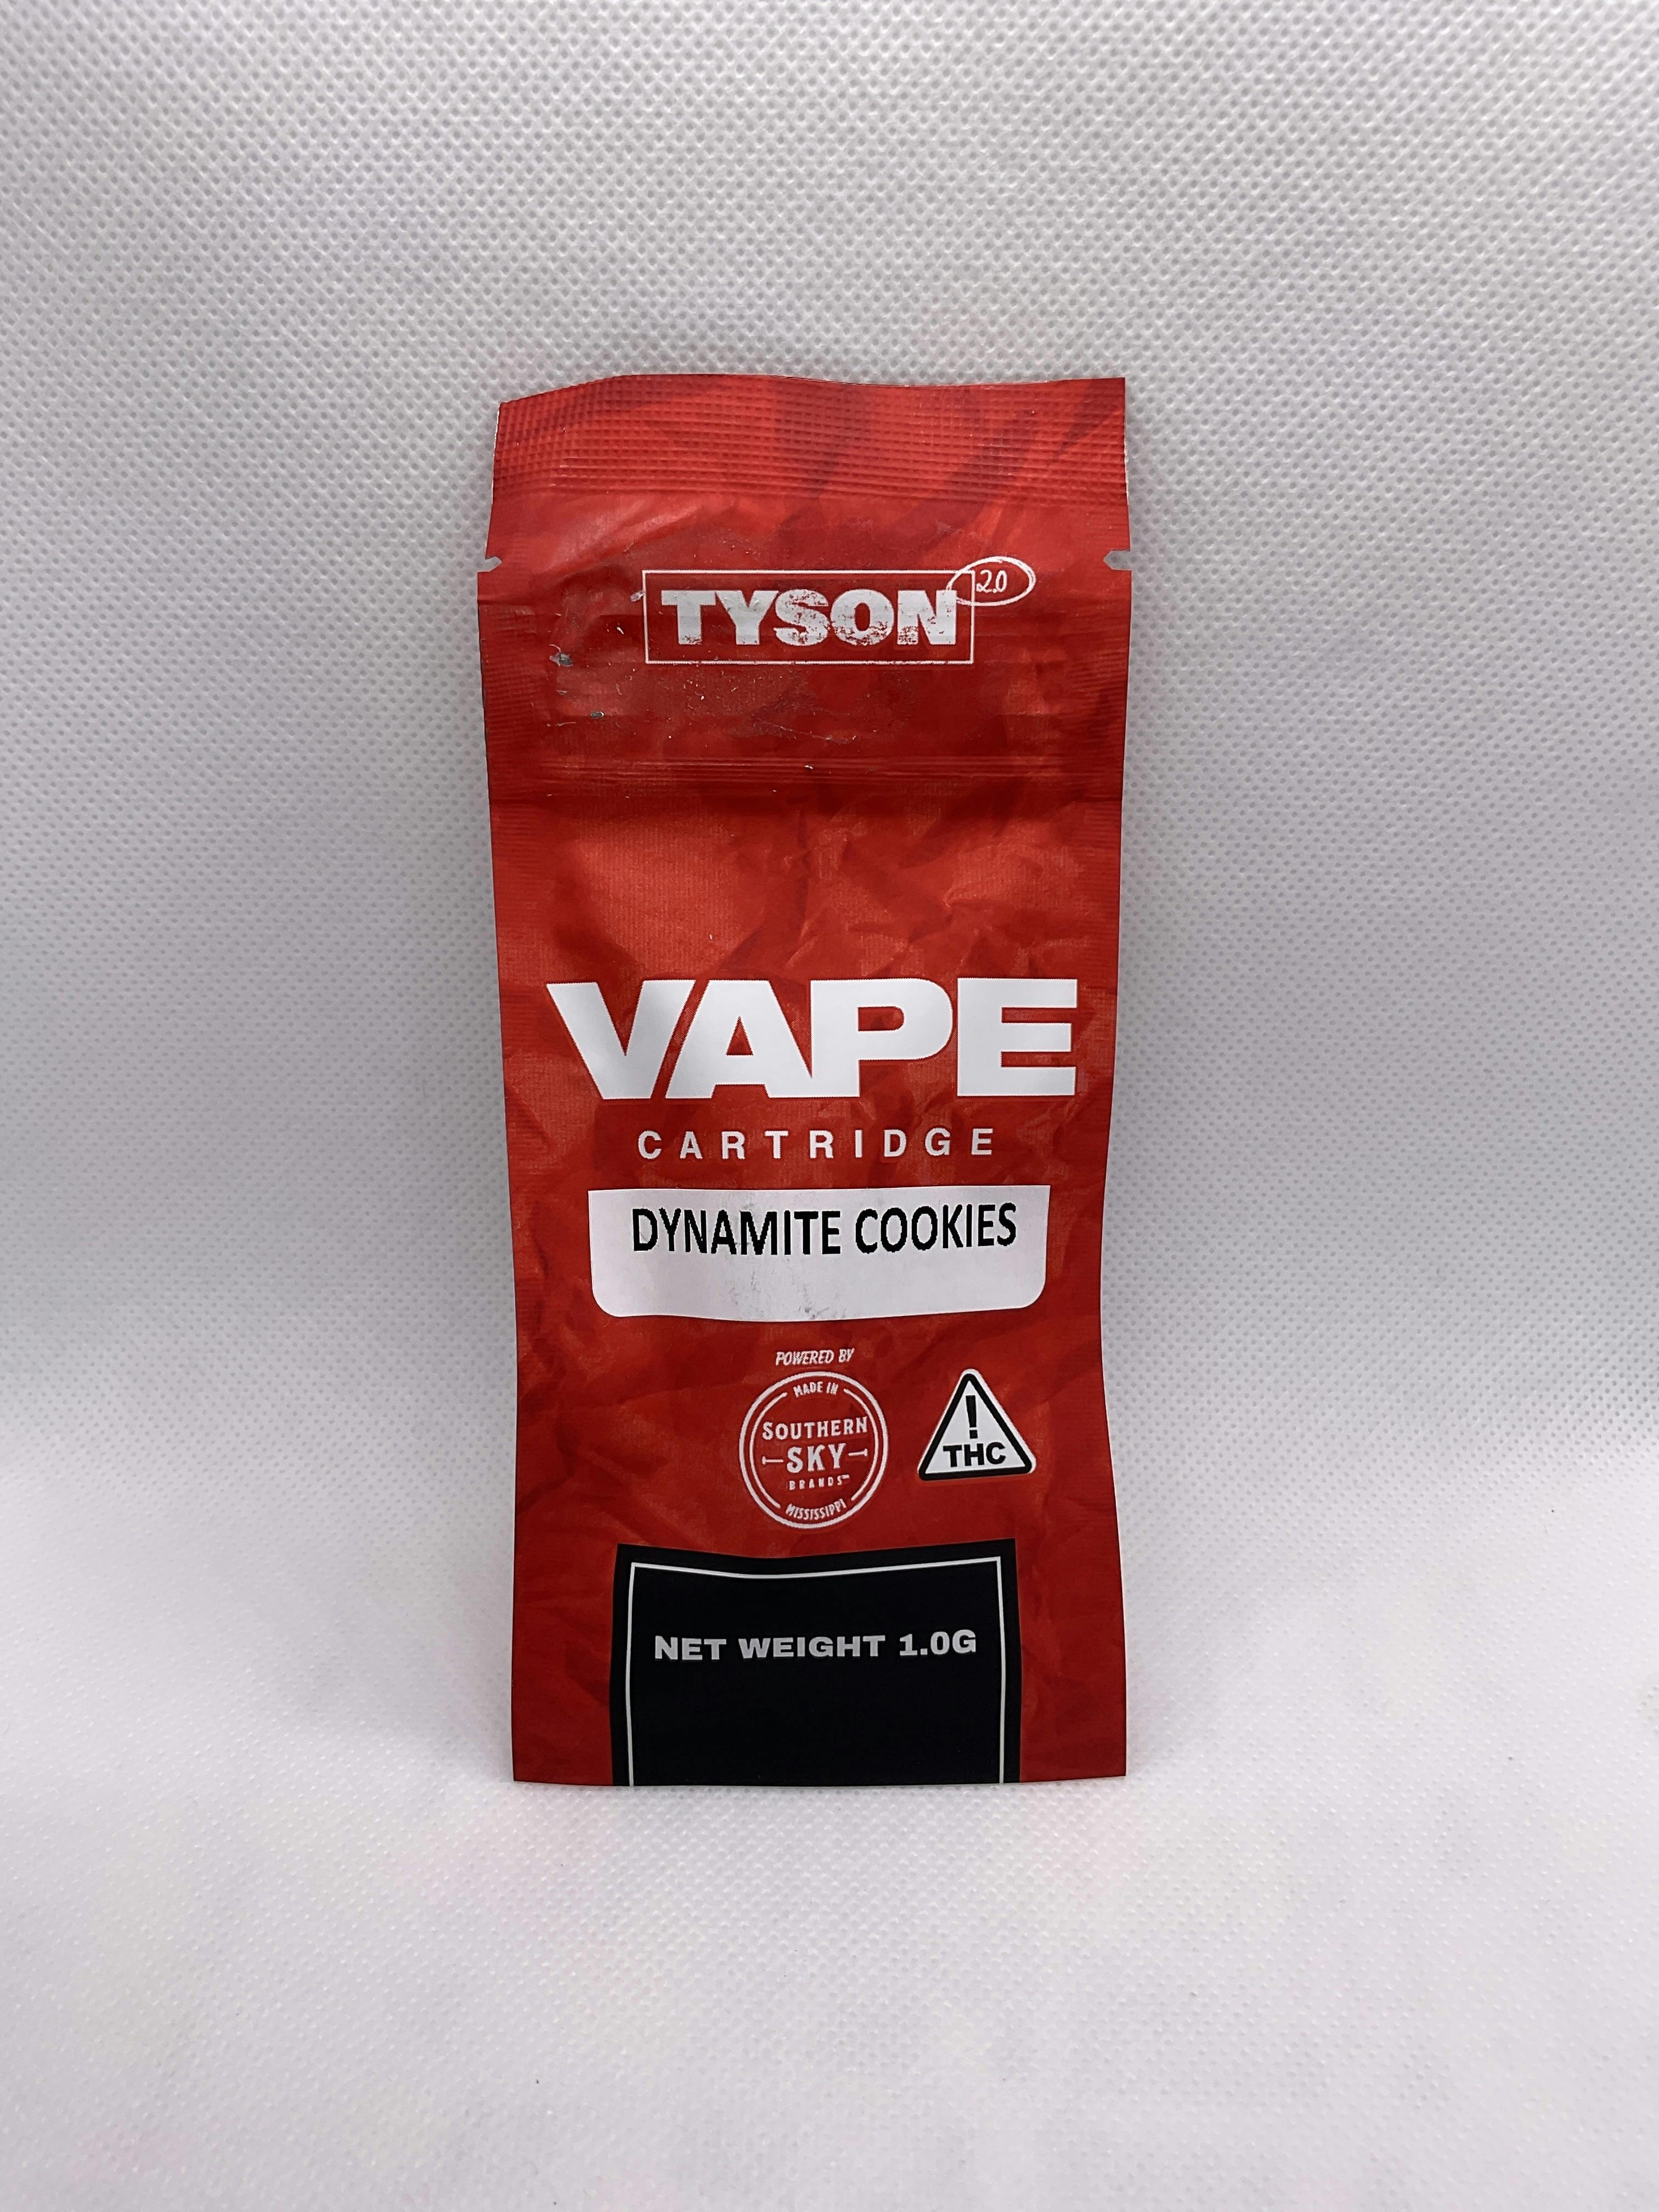 TYSON 2.0
VAPE
CARTRIDGE
DYNAMITE COOKIES
POWERED BY
MADE IN
SOUTHERN
SKY
BRANDS™
MISSISSIPPI
!
THC
NET WEIGHT 1.0G